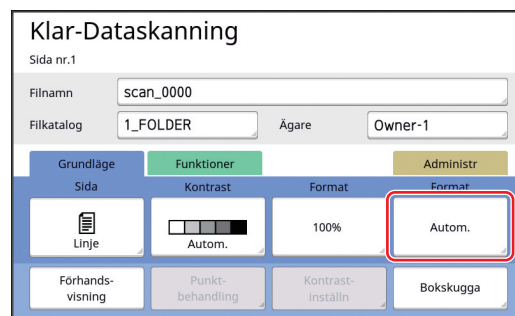 Klar-Dataskanning
Sida nr.1
Filnamn scan_0000
Filkatalog 1_FOLDER Ägare Owner-1
Grundläge Funktioner Administr
Sida Kontrast Format Format
Linje Autom. 100% Autom.
Förhands- Punkt- Kontrast- Bokskugga
visning behandling inställn